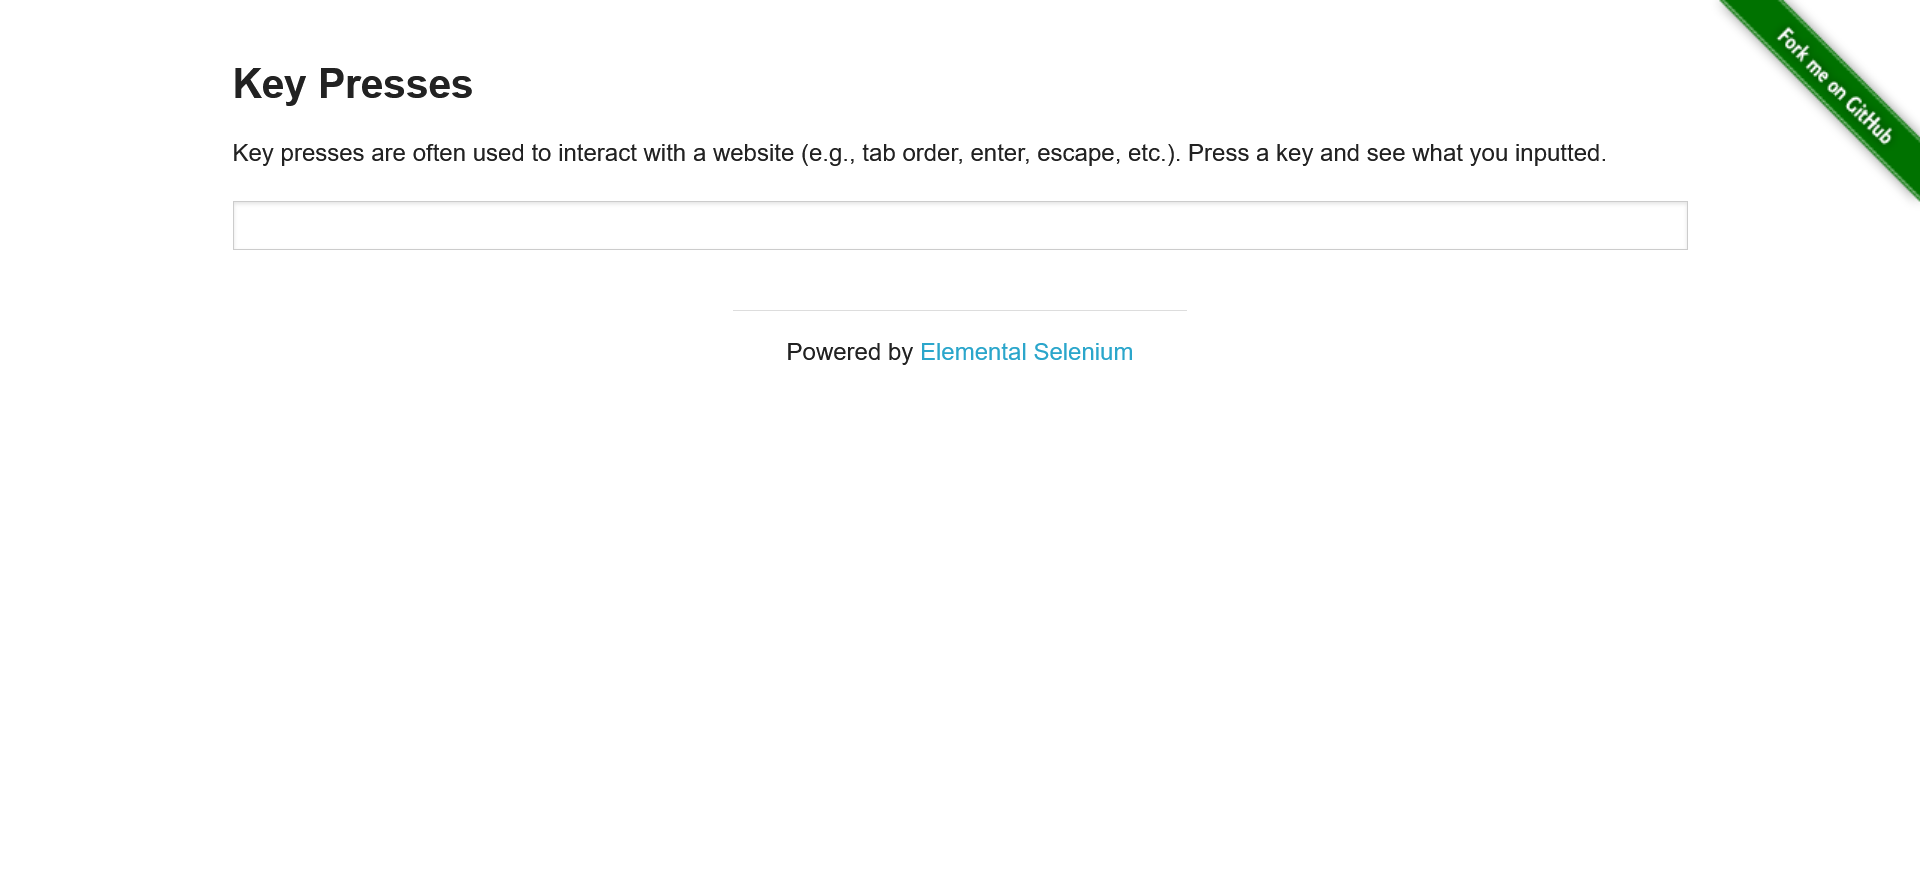 Key Presses
Key presses are often used to interact with a website (e.g., tab order, enter, escape, etc.). Press a key and see what you inputted.
Powered by Elemental Selenium
Fork me on GitHub